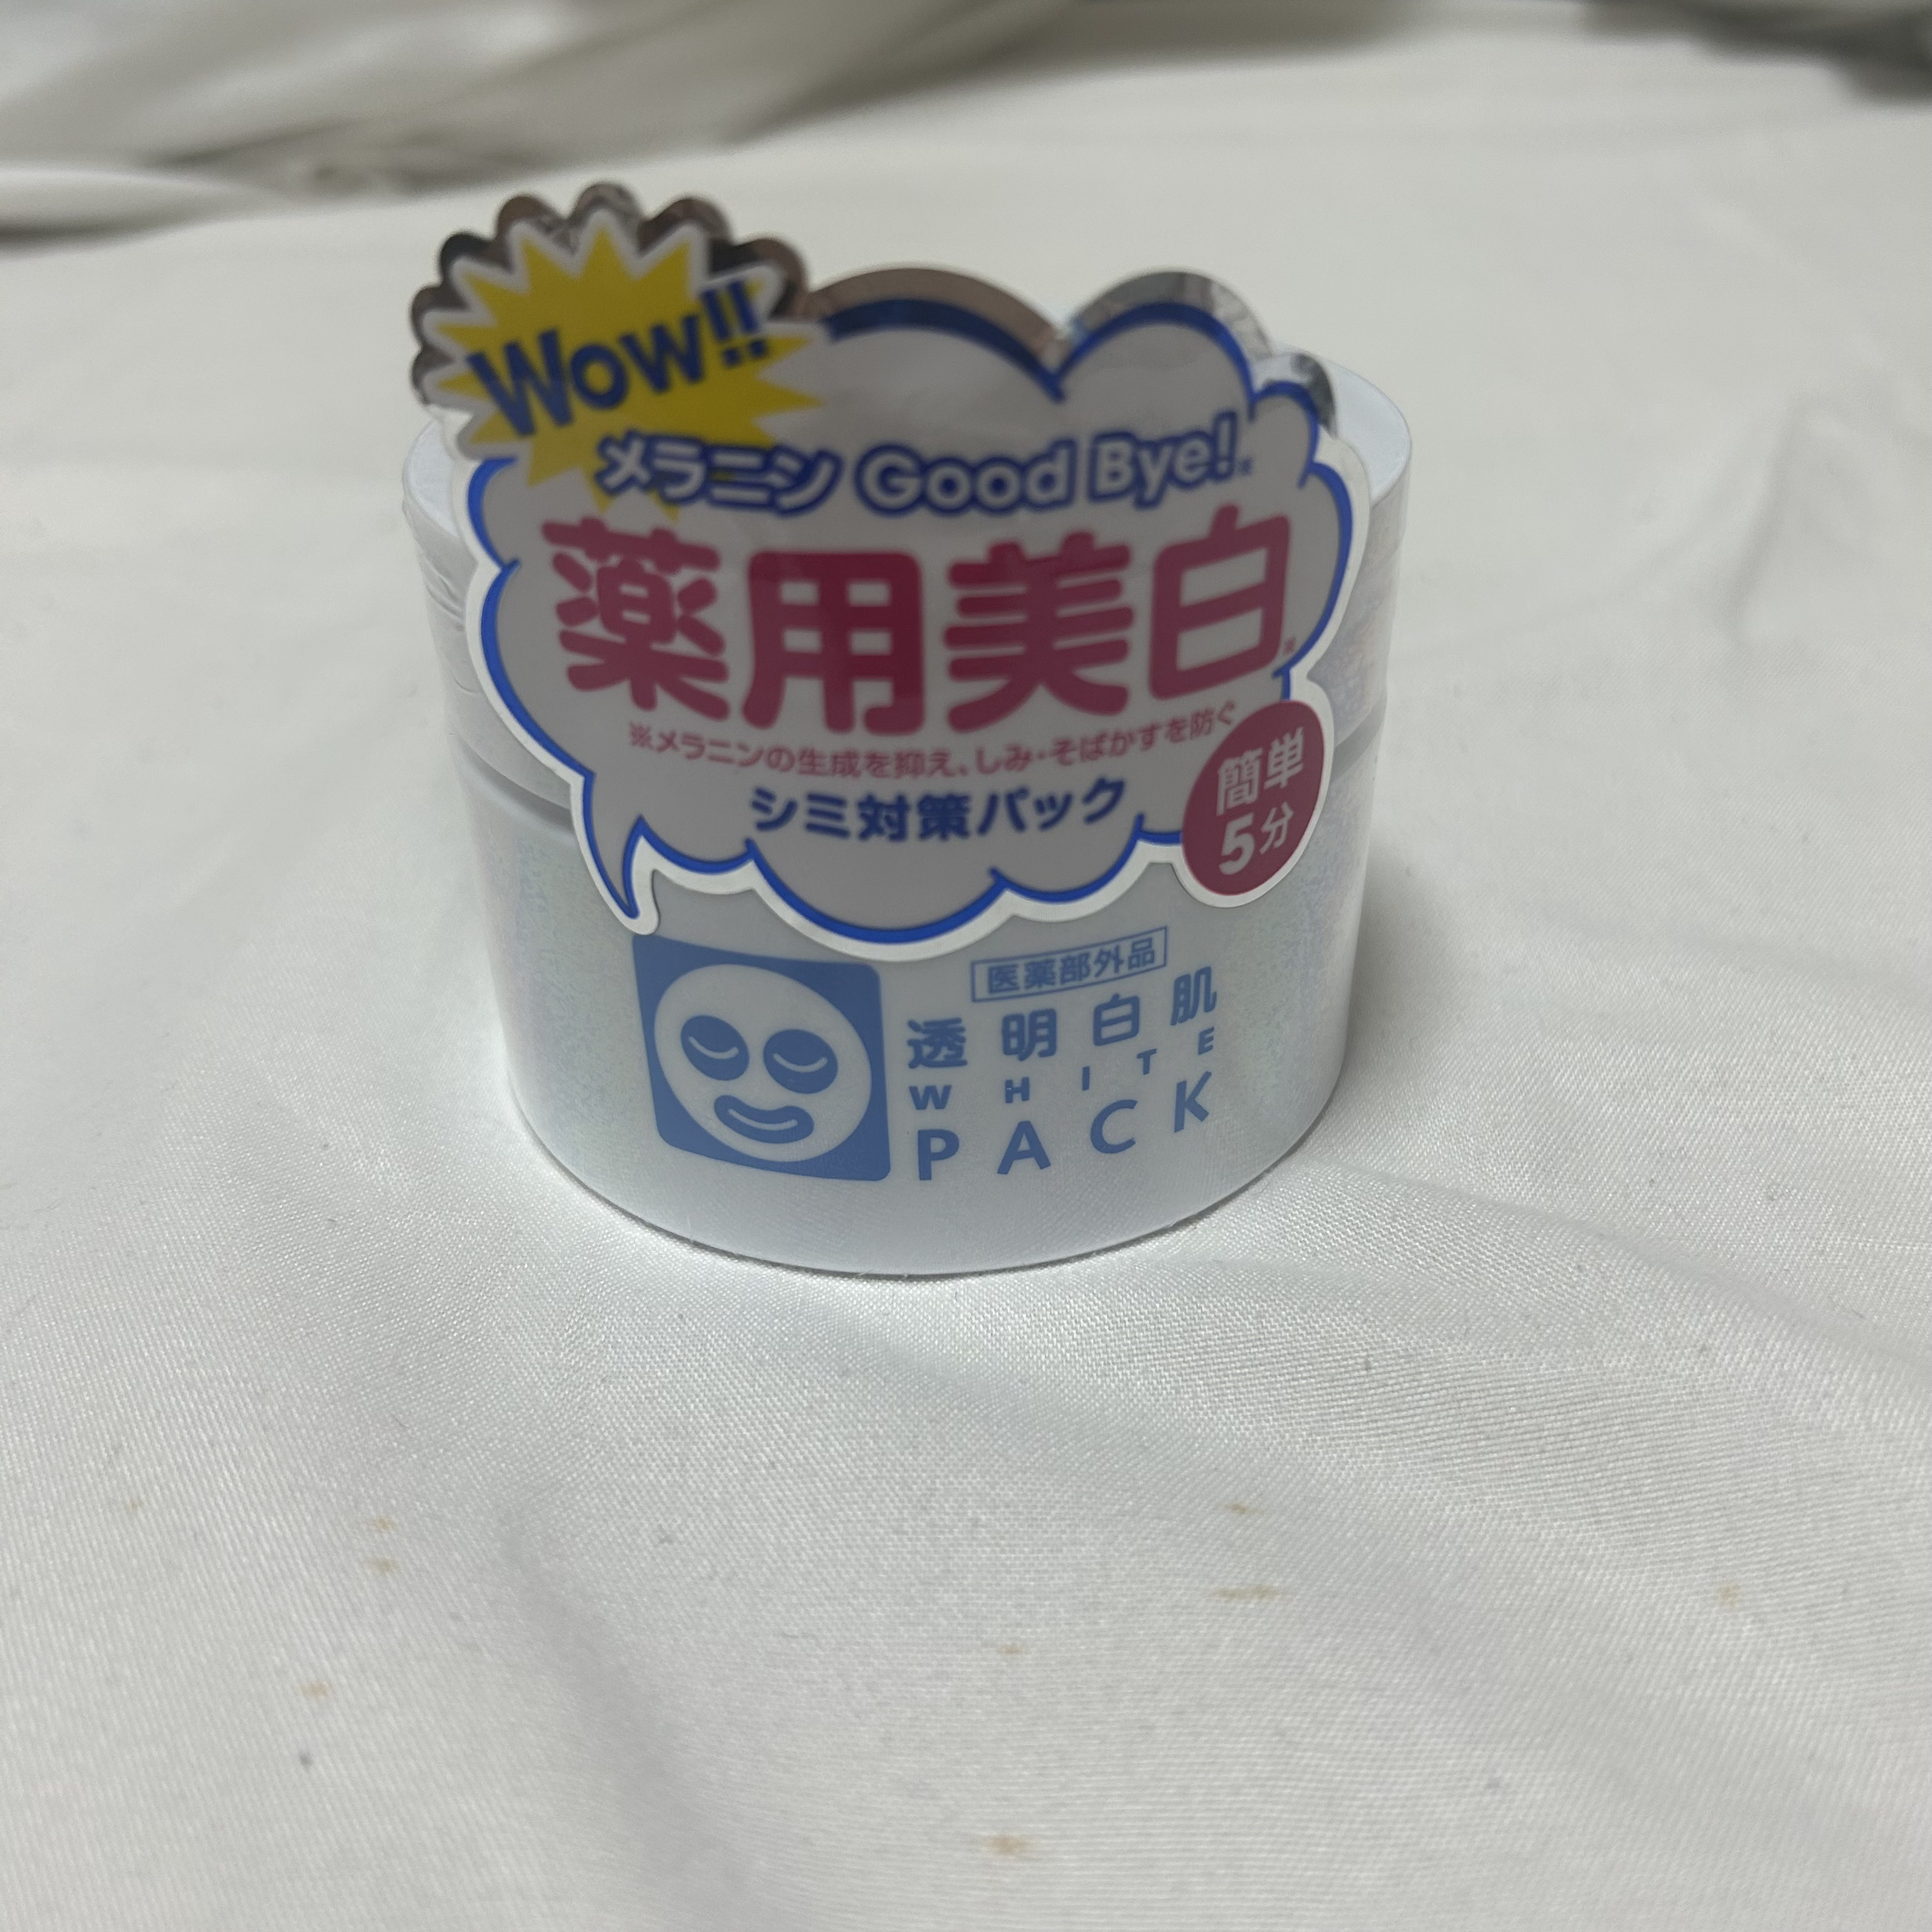 Wow!!
メラニン Good Bye!※
薬用美白※
※メラニンの生成を抑え、しみ・そばかすを防ぐ
シミ対策パック
簡単
5分
医薬部外品
透明白肌
WHITE
PACK